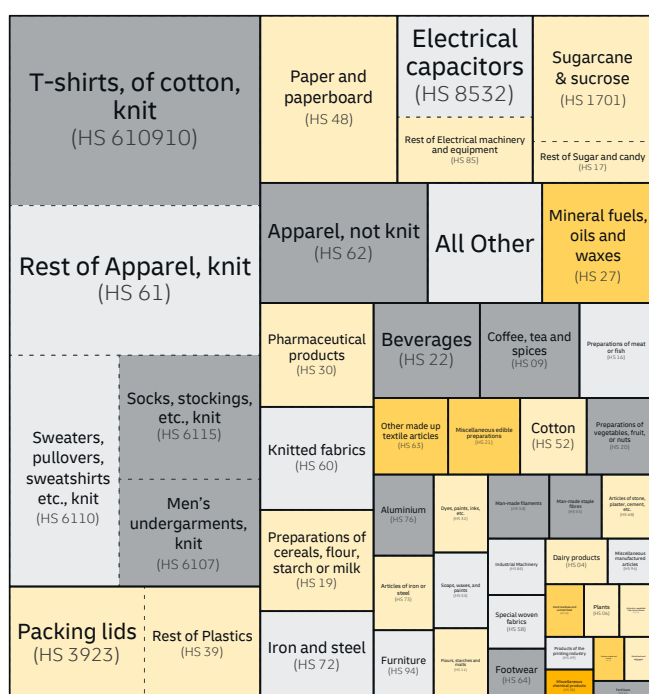 T-shirts, of cotton,
knit
(HS 610910)
Rest of Apparel, knit
(HS 61)
Sweaters,
pullovers,
sweatshirts
etc., knit
(HS 6110)
Socks, stockings,
etc., knit
(HS 6115)
Men's
undergarments,
knit
(HS 6107)
Packing lids
(HS 3923)
Rest of Plastics
(HS 39)
Paper and
paperboard
(HS 48)
Electrical
capacitors
(HS 8532)
Rest of Electrical machinery
and equipment
(HS 85)
Sugarcane
& sucrose
(HS 1701)
Rest of Sugar and candy
(HS 17)
Apparel, not knit
(HS 62)
All Other
Mineral fuels,
oils and
waxes
(HS 27)
Pharmaceutical
products
(HS 30)
Beverages
(HS 22)
Coffee, tea and
spices
(HS 09)
Preparations of meat
or fish
(HS 16)
Knitted fabrics
(HS 60)
Other made up
textile articles
(HS 63)
Miscellaneous edible
preparations
(HS 21)
Cotton
(HS 52)
Preparations of
vegetables, fruit,
or nuts
(HS 20)
Preparations of
cereals, flour,
starch or milk
(HS 19)
Aluminium
(HS 76)
Dyes, paints, inks,
etc.
(HS 32)
Man-made filaments
(HS 54)
Man-made staple
fibres
(HS 55)
Articles of stone,
plaster, cement,
etc.
(HS 68)
Articles of iron or
steel
(HS 73)
Soaps, waxes, and
paints
(HS 34)
Industrial Machinery
(HS 84)
Dairy products
(HS 04)
Miscellaneous
manufactured
articles
(HS 96)
Iron and steel
(HS 72)
Special woven
fabrics
(HS 58)
Plants
(HS 06)
Furniture
(HS 94)
Flours, starches and
malts
(HS 11)
Footwear
(HS 64)
Products of the
printing industry
(HS 49)
Miscellaneous
chemical products
(HS 38)